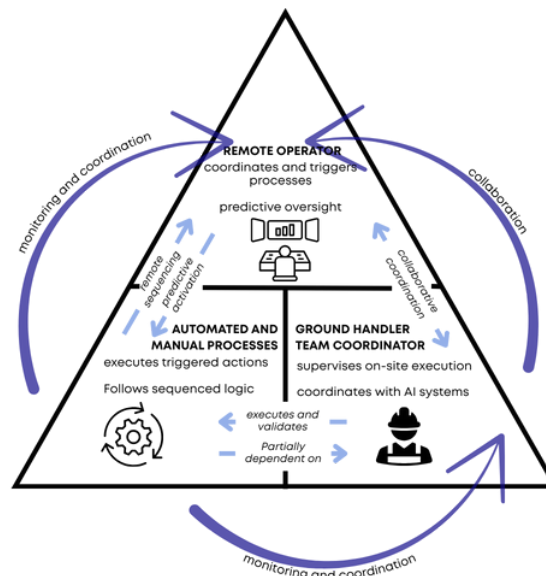 monitoring and coordination
REMOTE OPERATOR
coordinates and triggers
processes
predictive oversight
collaboration
remote
sequencing
predictive
activation
collaborative
coordination
AUTOMATED AND
MANUAL PROCESSES
executes triggered actions
Follows sequenced logic
GROUND HANDLER
TEAM COORDINATOR
supervises on-site execution
coordinates with AI systems
executes and
validates
Partially
dependent on
monitoring and coordination